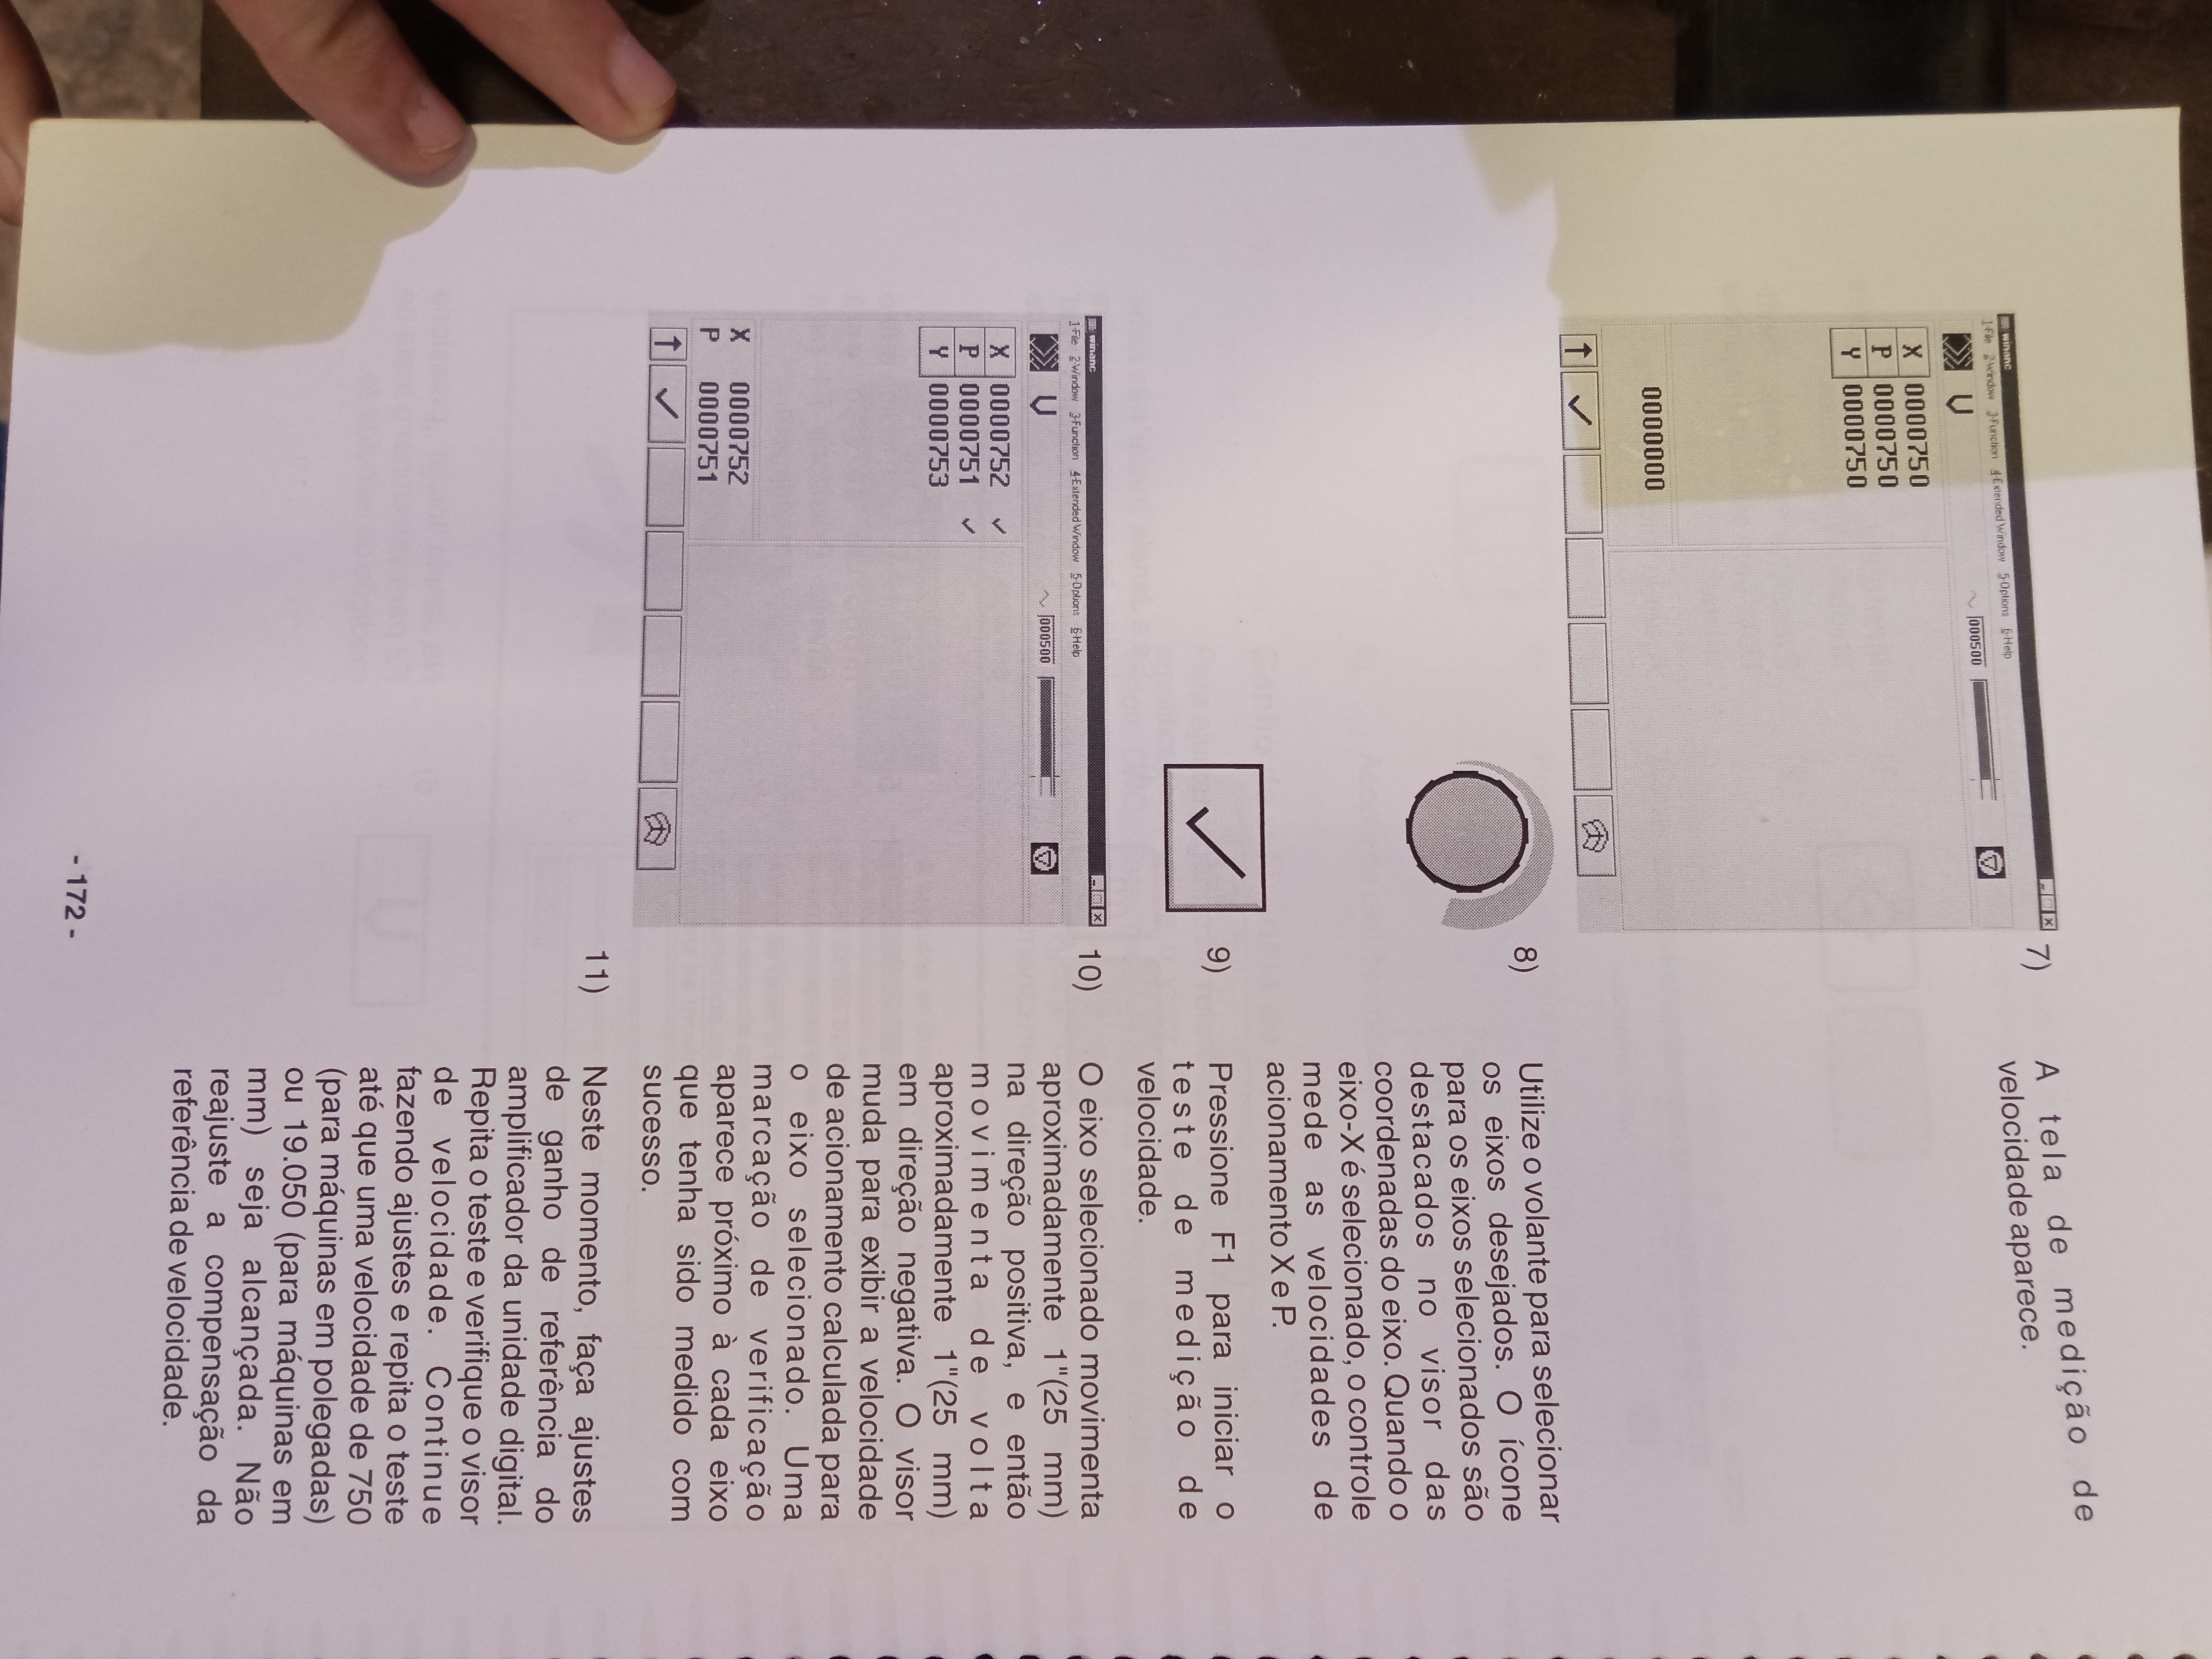 7) A tela de medição de
velocidade aparece.
winanc
1-File 2-Window 3-Function 4-Extended Window 5-Options 6-Help
000500
X 0000750
P 0000750
Y 0000750
0000000
8) Utilize o volante para selecionar
os eixos desejados. O ícone
para os eixos selecionados são
destacados no visor das
coordenadas do eixo. Quando o
eixo-X é selecionado, o controle
mede as velocidades de
acionamento X e P.
9) Pressione F1 para iniciar o
teste de medição de
velocidade.
winanc
1-File 2-Window 3-Function 4-Extended Window 5-Options 6-Help
000500
X 0000752
P 0000751
Y 0000753
X 0000752
P 0000751
10) O eixo selecionado movimenta
aproximadamente 1"(25 mm)
na direção positiva, e então
movimenta de volta
aproximadamente 1"(25 mm)
em direção negativa. O visor
muda para exibir a velocidade
de acionamento calculada para
o eixo selecionado. Uma
marcação de verificação
aparece próximo à cada eixo
que tenha sido medido com
sucesso.
11) Neste momento, faça ajustes
de ganho de referência do
amplificador da unidade digital.
Repita o teste e verifique o visor
de velocidade. Continue
fazendo ajustes e repita o teste
até que uma velocidade de 750
(para máquinas em polegadas)
ou 19.050 (para máquinas em
mm) seja alcançada. Não
reajuste a compensação da
referência de velocidade.
- 172 -